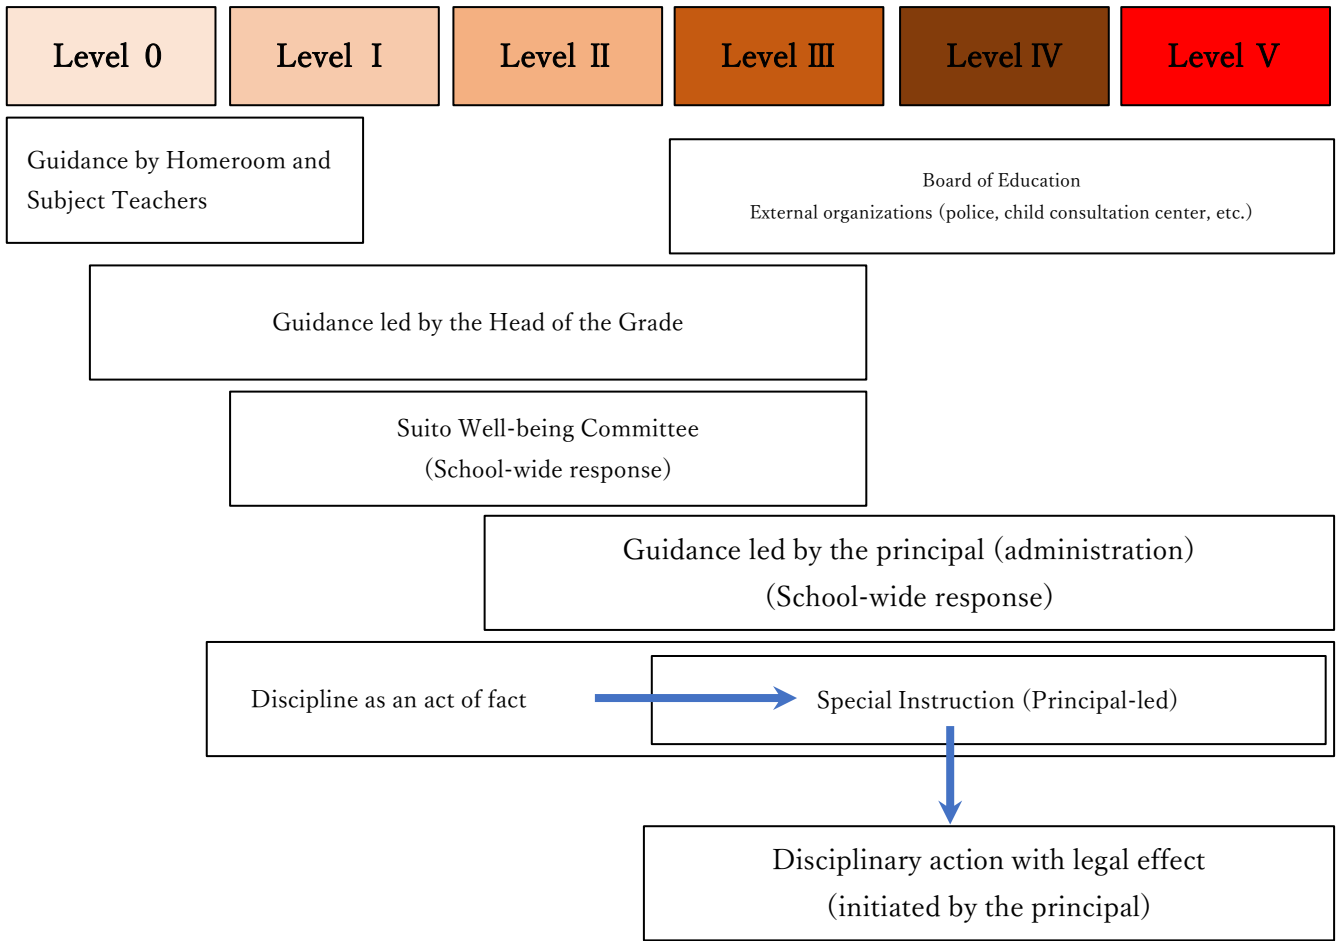 Level 0
Level Ⅰ
Level Ⅱ
Level Ⅲ
Level Ⅳ
Level Ⅴ
Guidance by Homeroom and
Subject Teachers
Board of Education
External organizations (police, child consultation center, etc.)
Guidance led by the Head of the Grade
Suito Well-being Committee
(School-wide response)
Guidance led by the principal (administration)
(School-wide response)
Discipline as an act of fact
Special Instruction (Principal-led)
Disciplinary action with legal effect
(initiated by the principal)